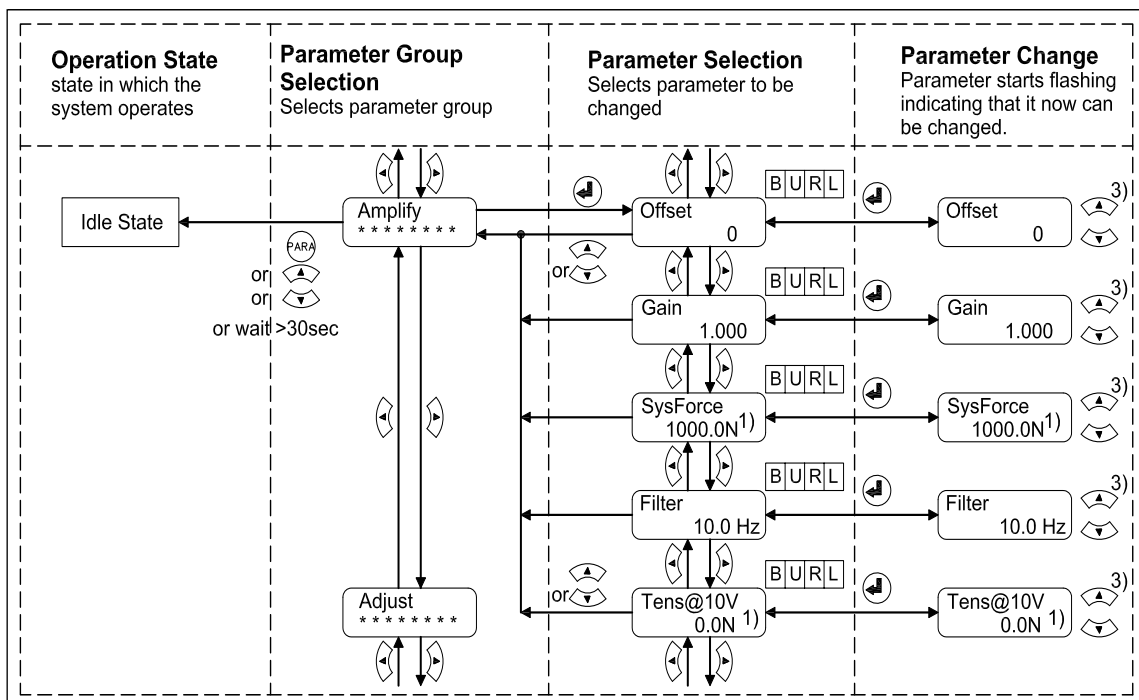 Operation State
state in which the
system operates
Parameter Group
Selection
Selects parameter group
Parameter Selection
Selects parameter to be
changed
Parameter Change
Parameter starts flashing
indicating that it now can
be changed.
Idle State
PARA
or
or
or wait >30sec
Amplify
* * * * * * * *
Adjust
* * * * * * * *
or
Offset
0
B U R L
Offset
0
3)
Gain
1.000
B U R L
Gain
1.000
3)
SysForce
1000.0N 1)
B U R L
SysForce
1000.0N 1)
3)
Filter
10.0 Hz
B U R L
Filter
10.0 Hz
3)
or
Tens@10V
0.0N 1)
B U R L
Tens@10V
0.0N 1)
3)